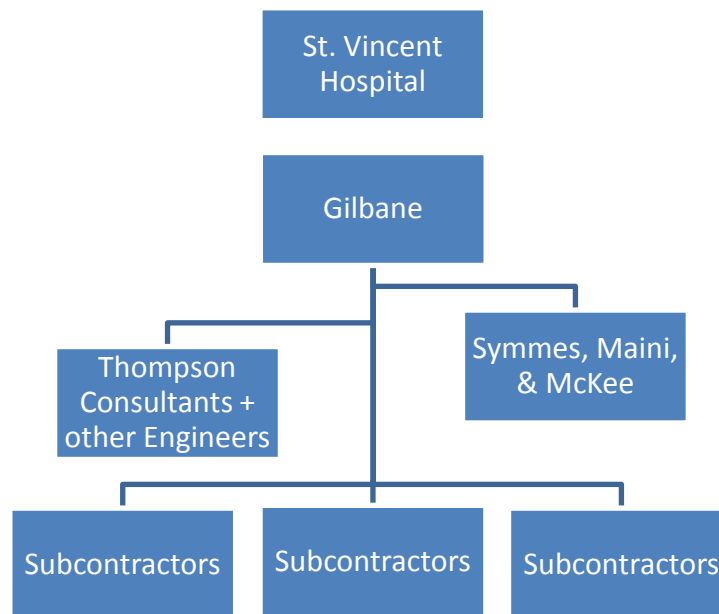 St. Vincent
Hospital
Gilbane
Symmes, Maini,
& McKee
Thompson
Consultants +
other Engineers
Subcontractors
Subcontractors
Subcontractors